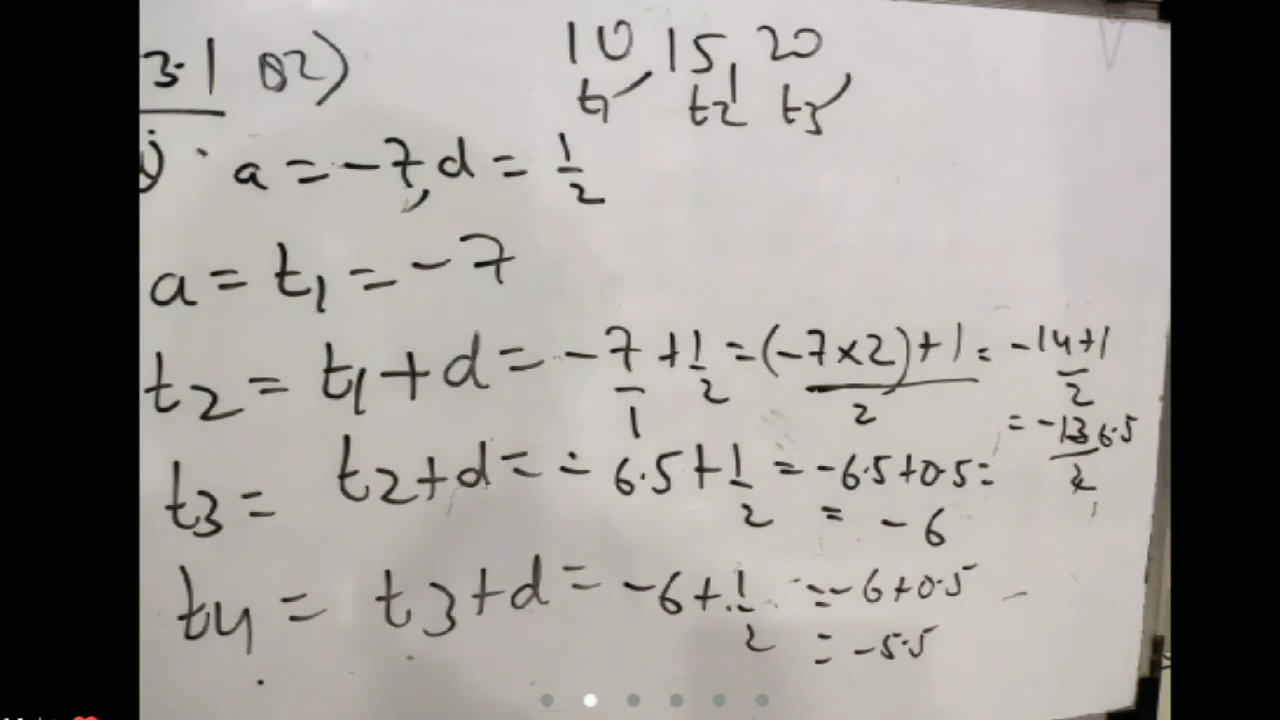 3.1 Q2) 10, 15, 20
t1 t2 t3
i) a = -7, d = 1/2
a = t1 = -7
t2 = t1 + d = -7/1 + 1/2 = (-7×2)+1/2 = -14+1/2
= -13/2 6.5
t3 = t2 + d = = 6.5 + 1/2 = -6.5 + 0.5 =
= -6
t4 = t3 + d = -6 + 1/2 = -6 + 0.5
= -5.5